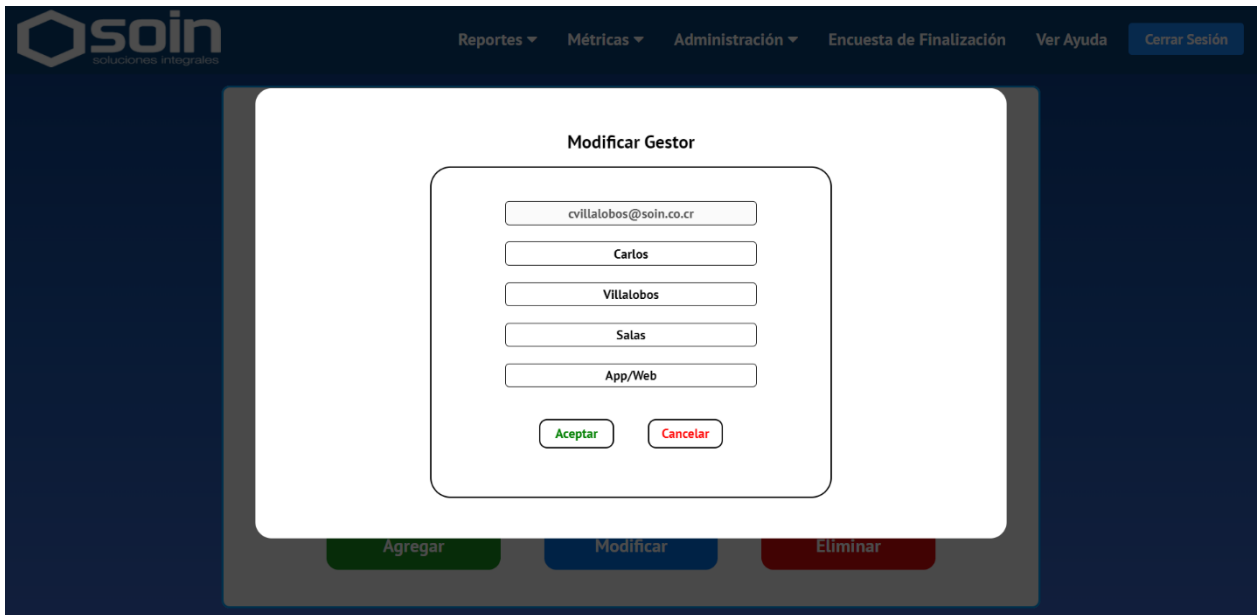 soin
soluciones integrales
Reportes Métricas Administración Encuesta de Finalización Ver Ayuda Cerrar Sesión
Modificar Gestor
cvillalobos@soin.co.cr
Carlos
Villalobos
Salas
App/Web
Aceptar Cancelar
Agregar Modificar Eliminar